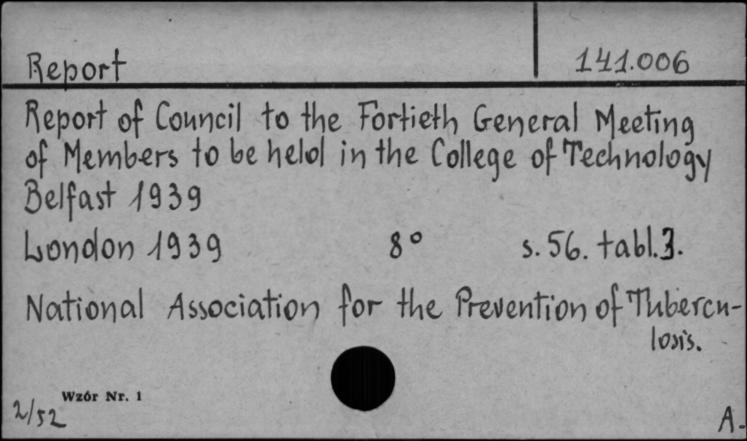 Report 141.006
Report of Council to the Fortieth General Meeting
of Members to be held in the College of Technology
Belfast 1939
London 1939 8° s. 56. tabl. 3.
National Association for the Prevention of Tubercu-
losis.
Wzór Nr. 1
2/52
A.